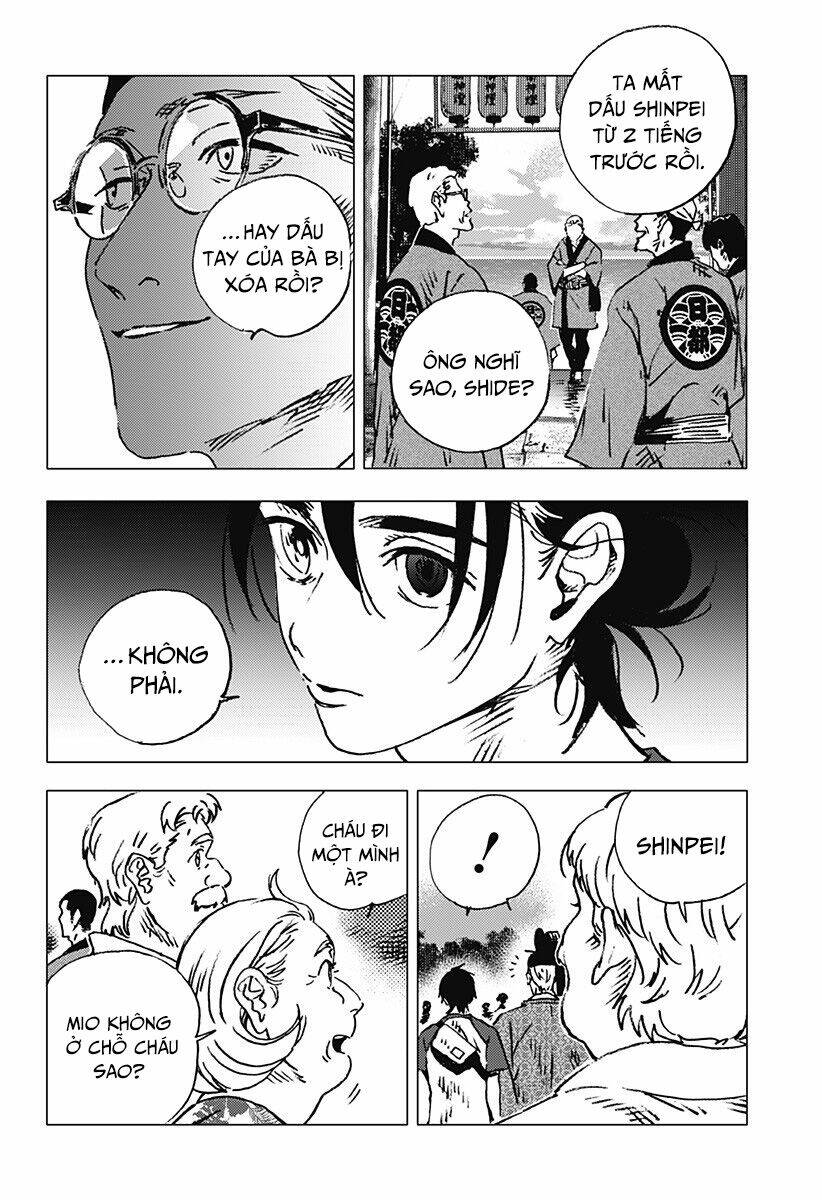 TA MẤT
DẤU SHINPEI
TỪ 2 TIẾNG
TRƯỚC RỒI.
ÔNG NGHĨ
SAO, SHIDE?
...HAY DẤU
TAY CỦA BÀ BỊ
XÓA RỒI?
...KHÔNG
PHẢI.
SHINPEI!
!
CHÁU ĐI
MỘT MÌNH
À?
MIO KHÔNG
Ở CHỖ CHÁU
SAO?